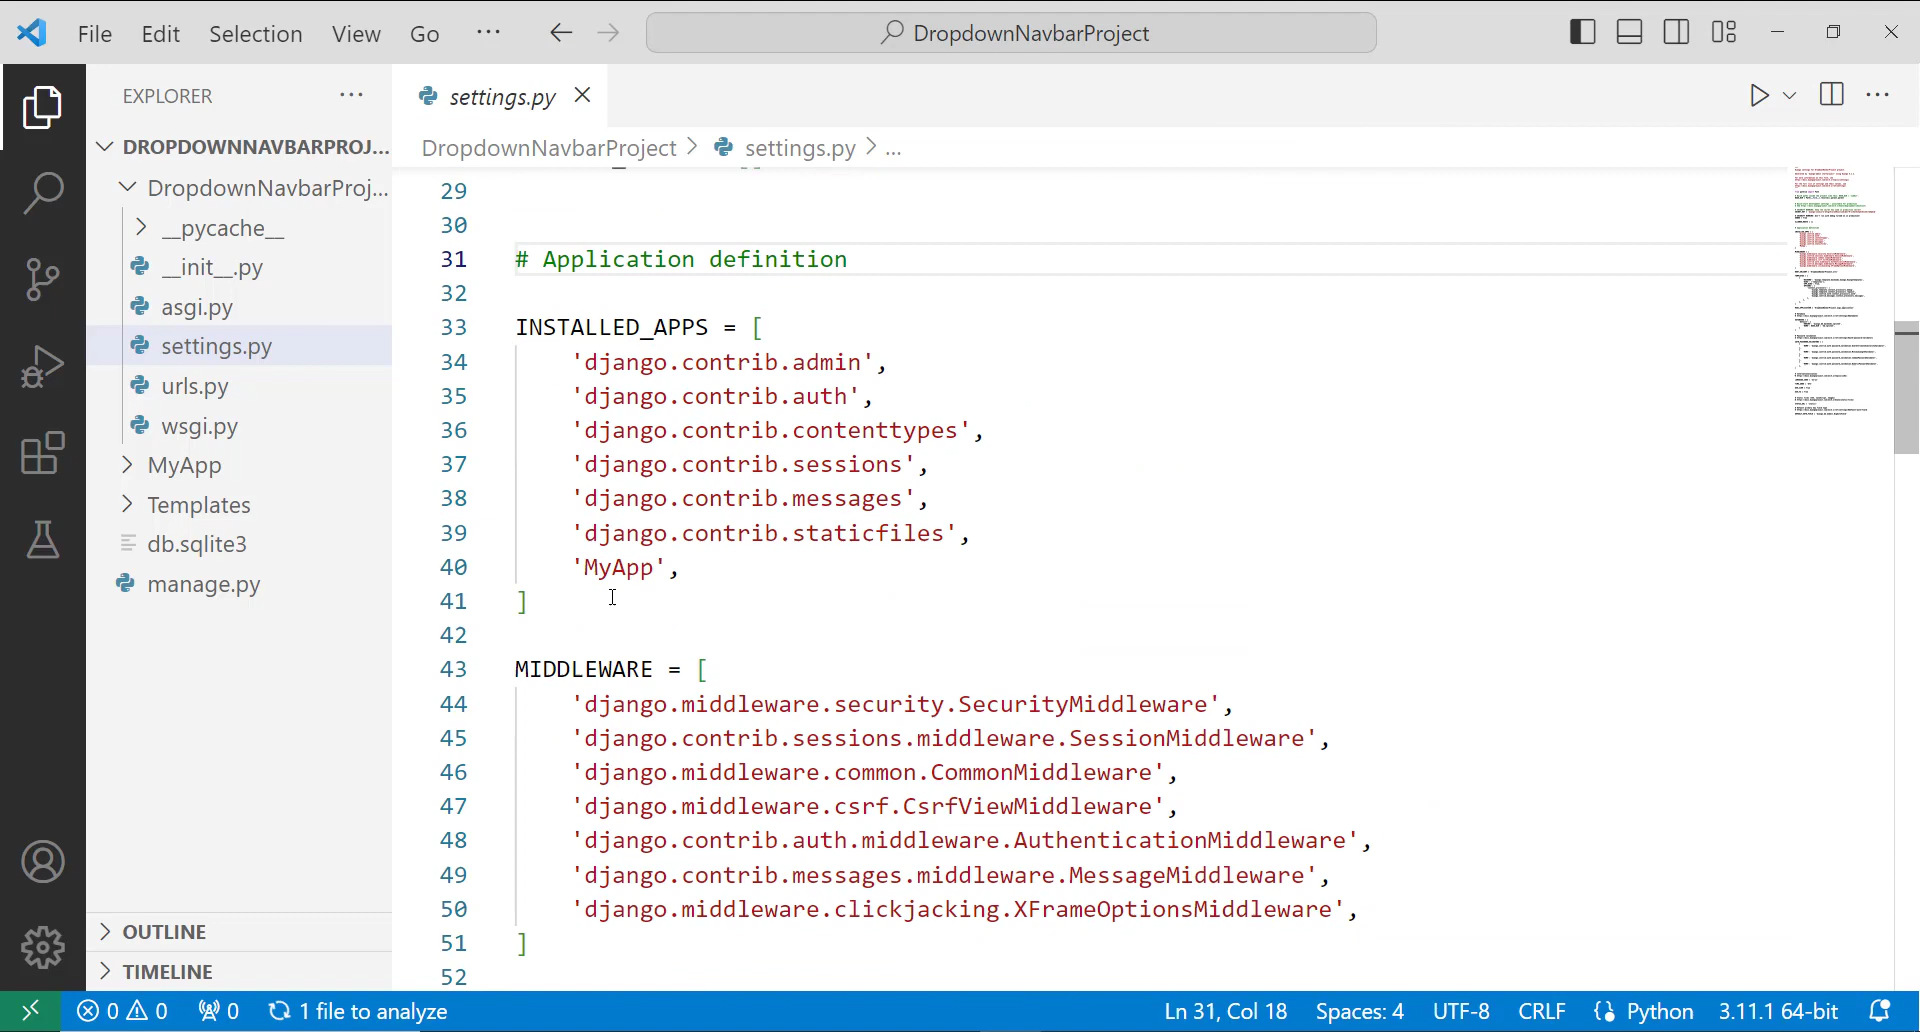 File Edit Selection View Go ··· DropdownNavbarProject
EXPLORER ···
DROPDOWNNAVBARPROJ...
DropdownNavbarProj...
__pycache__
__init__.py
asgi.py
settings.py
urls.py
wsgi.py
MyApp
Templates
db.sqlite3
manage.py
OUTLINE
TIMELINE
settings.py
DropdownNavbarProject > settings.py > ...
29
30
31 # Application definition
32
33 INSTALLED_APPS = [
34 'django.contrib.admin',
35 'django.contrib.auth',
36 'django.contrib.contenttypes',
37 'django.contrib.sessions',
38 'django.contrib.messages',
39 'django.contrib.staticfiles',
40 'MyApp',
41 ]
42
43 MIDDLEWARE = [
44 'django.middleware.security.SecurityMiddleware',
45 'django.contrib.sessions.middleware.SessionMiddleware',
46 'django.middleware.common.CommonMiddleware',
47 'django.middleware.csrf.CsrfViewMiddleware',
48 'django.contrib.auth.middleware.AuthenticationMiddleware',
49 'django.contrib.messages.middleware.MessageMiddleware',
50 'django.middleware.clickjacking.XFrameOptionsMiddleware',
51 ]
52
0 0 0 1 file to analyze Ln 31, Col 18 Spaces: 4 UTF-8 CRLF Python 3.11.1 64-bit